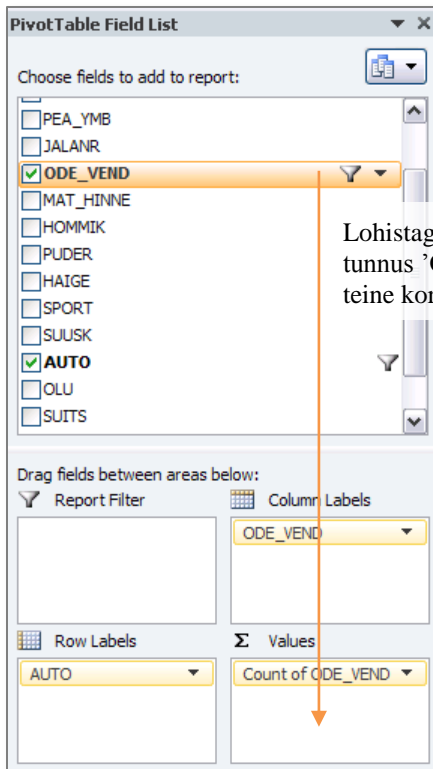 PivotTable Field List
Choose fields to add to report:
PEA_YMB
JALANR
ODE_VEND
MAT_HINNE
HOMMIK
PUDER
HAIGE
SPORT
SUUSK
AUTO
OLU
SUITS
tunnus
teine
Drag fields between areas below:
Report Filter
Column Labels
ODE_VEND
Row Labels
Σ Values
AUTO
Count of ODE_VEND